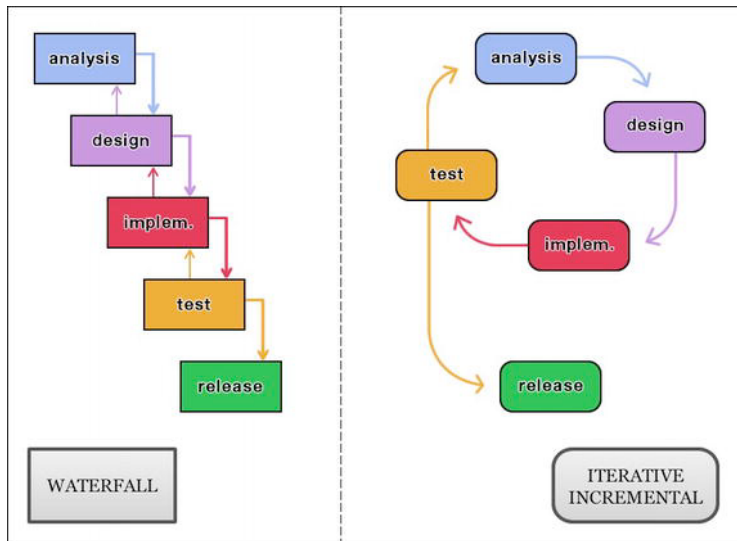 analysis
design
implem.
test
release
WATERFALL
analysis
design
test
implem.
release
ITERATIVE
INCREMENTAL